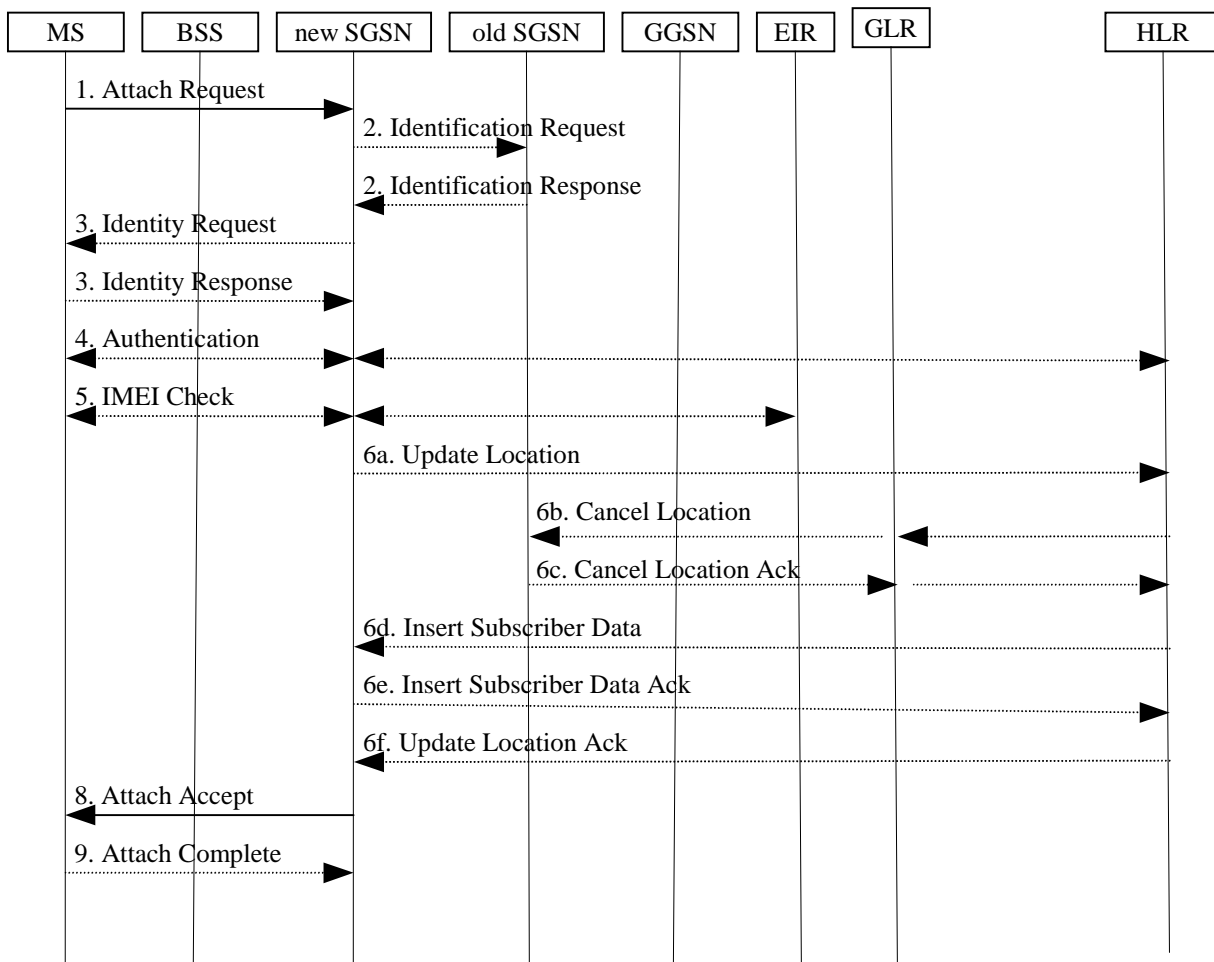 MS
BSS
new SGSN
old SGSN
GGSN
EIR
GLR
HLR
1. Attach Request
2. Identification Request
2. Identification Response
3. Identity Request
3. Identity Response
4. Authentication
5. IMEI Check
6a. Update Location
6b. Cancel Location
6c. Cancel Location Ack
6d. Insert Subscriber Data
6e. Insert Subscriber Data Ack
6f. Update Location Ack
8. Attach Accept
9. Attach Complete